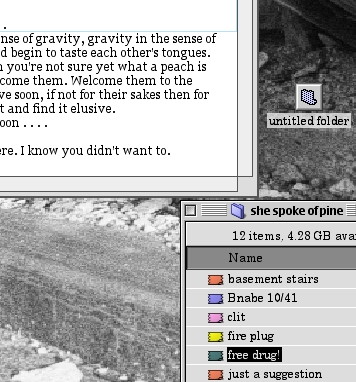 .
nse of gravity, gravity in the sense of
d begin to taste each other's tongues.
n you're not sure yet what a peach is
come them. Welcome them to the
ve soon, if not for their sakes then for
t and find it elusive.
oon . . . .
ere. I know you didn't want to.
untitled folder
she spoke of pine
12 items, 4.28 GB avai
Name
basement stairs
Bnabe 10/41
clit
fire plug
free drug!
just a suggestion